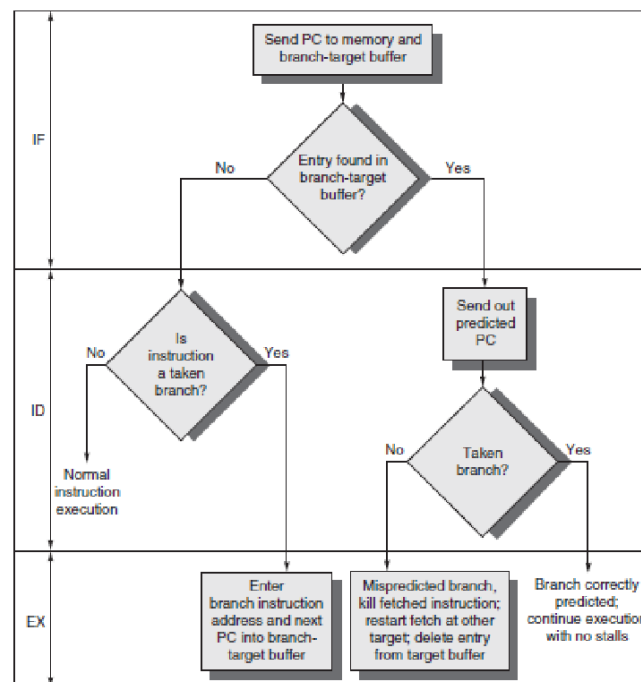 Send PC to memory and
branch-target buffer
IF
No
Entry found in
branch-target
buffer?
Yes
Send out
predicted
PC
No
Is
instruction
a taken
branch?
Yes
ID
No
Taken
branch?
Yes
Normal
instruction
execution
EX
Enter
branch instruction
address and next
PC into branch-
target buffer
Mispredicted branch,
kill fetched instruction;
restart fetch at other
target; delete entry
from target buffer
Branch correctly
predicted;
continue execution
with no stalls